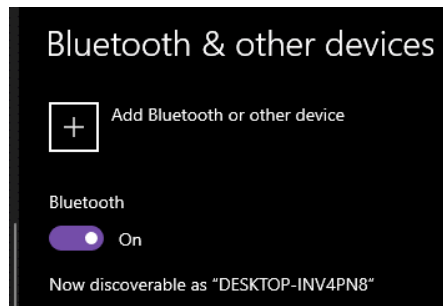 Bluetooth & other devices
Add Bluetooth or other device
Bluetooth
On
Now discoverable as “DESKTOP-INV4PN8”